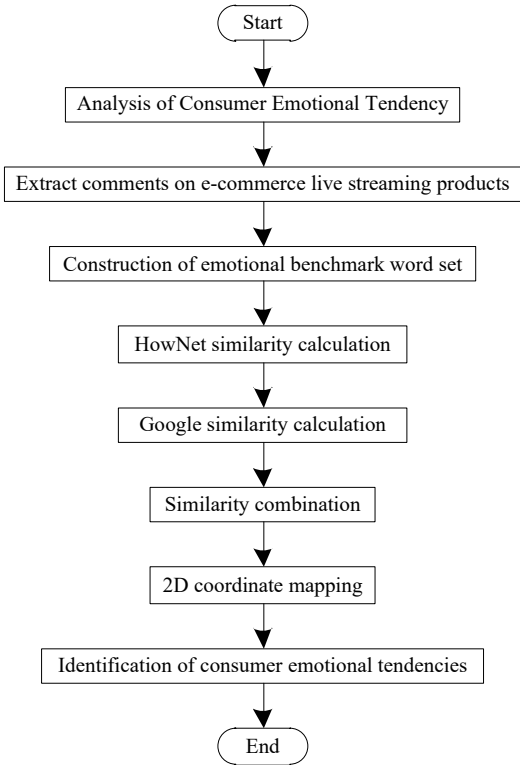 Start
Analysis of Consumer Emotional Tendency
Extract comments on e-commerce live streaming products
Construction of emotional benchmark word set
HowNet similarity calculation
Google similarity calculation
Similarity combination
2D coordinate mapping
Identification of consumer emotional tendencies
End